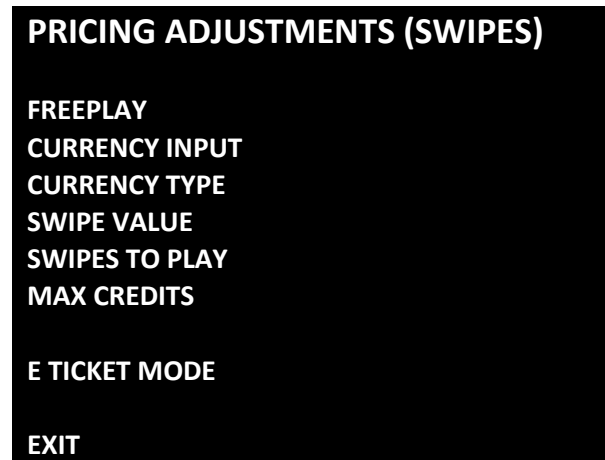 PRICING ADJUSTMENTS (SWIPES)
FREEPLAY
CURRENCY INPUT
CURRENCY TYPE
SWIPE VALUE
SWIPES TO PLAY
MAX CREDITS
E TICKET MODE
EXIT